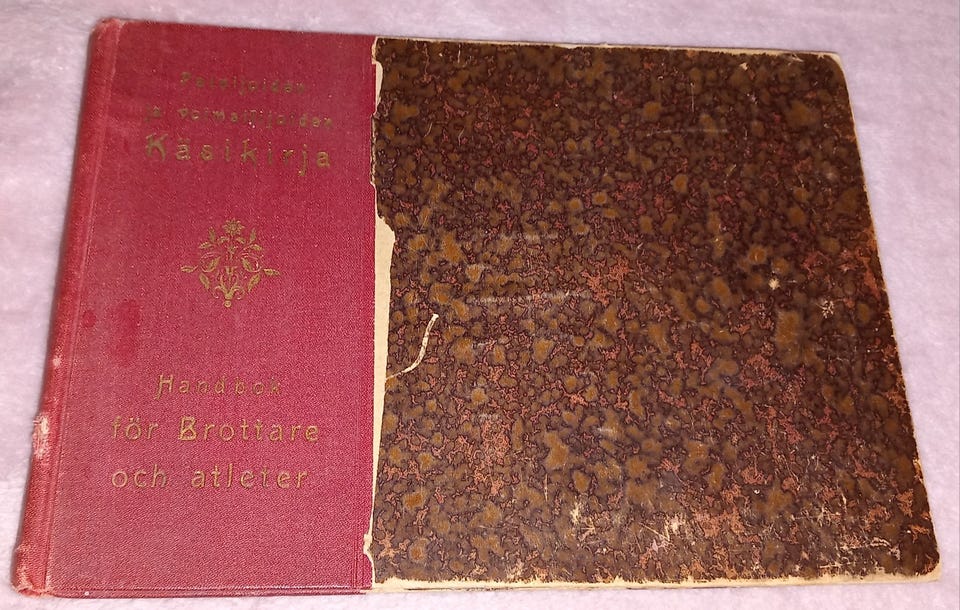 Painijoiden
ja voimailijoiden
Käsikirja
Handbok
för Brottare
och atleter